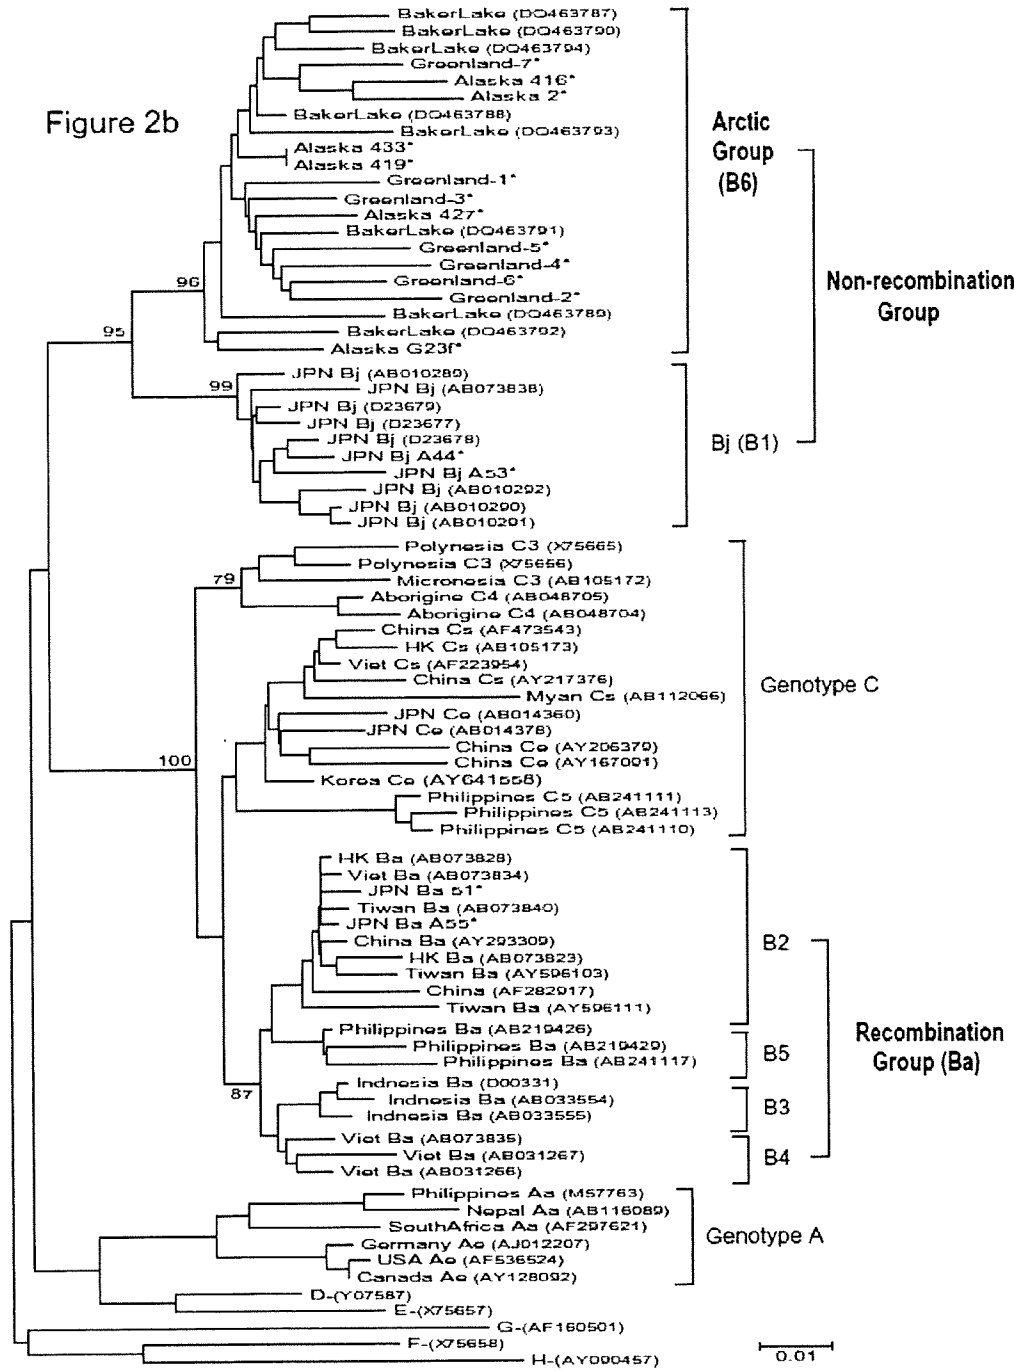 BakerLake (DQ463787)
BakerLake (DQ463790)
BakerLake (DQ463794)
Greenland-7*
Alaska 416*
Alaska 2*
Figure 2b
BakerLake (DQ463788)
BakerLake (DQ463793)
Alaska 433*
Alaska 419*
Greenland-1*
Greenland-3*
Alaska 427*
BakerLake (DQ463791)
Greenland-5*
Greenland-4*
Greenland-6*
Greenland-2*
BakerLake (DQ463789)
BakerLake (DQ463792)
Alaska G23f*
96
95
Arctic
Group
(B6)
Non-recombination
Group
99
JPN Bj (AB010289)
JPN Bj (AB073838)
JPN Bj (D23679)
JPN Bj (D23677)
JPN Bj (D23678)
JPN Bj A44*
JPN Bj A53*
JPN Bj (AB010292)
JPN Bj (AB010290)
JPN Bj (AB010291)
Bj (B1)
79
Polynesia C3 (X75665)
Polynesia C3 (X75656)
Micronesia C3 (AB105172)
Aborigine C4 (AB048705)
Aborigine C4 (AB048704)
China Cs (AF473543)
HK Cs (AB105173)
Viet Cs (AF223954)
China Cs (AY217376)
Myan Cs (AB112066)
JPN Ce (AB014360)
JPN Ce (AB014378)
China Ce (AY206379)
China Ce (AY167091)
Korea Ce (AY641558)
Philippines C5 (AB241111)
Philippines C5 (AB241113)
Philippines C5 (AB241110)
Genotype C
100
HK Ba (AB073828)
Viet Ba (AB073834)
JPN Ba 51*
Tiwan Ba (AB073840)
JPN Ba A55*
China Ba (AY293309)
HK Ba (AB073823)
Tiwan Ba (AY596103)
China (AF282917)
Tiwan Ba (AY596111)
B2
Philippines Ba (AB219426)
Philippines Ba (AB219429)
Philippines Ba (AB241117)
B5
Recombination
Group (Ba)
87
Indnesia Ba (D00331)
Indnesia Ba (AB033554)
Indnesia Ba (AB033555)
B3
Viet Ba (AB073835)
Viet Ba (AB031267)
Viet Ba (AB031266)
B4
Philippines Aa (M57763)
Nepal Aa (AB116089)
SouthAfrica Aa (AF297621)
Germany Ae (AJ012207)
USA Ae (AF536524)
Canada Ae (AY128092)
Genotype A
D-(Y07587)
E-(X75657)
G-(AF160501)
F-(X75658)
H-(AY090457)
0.01